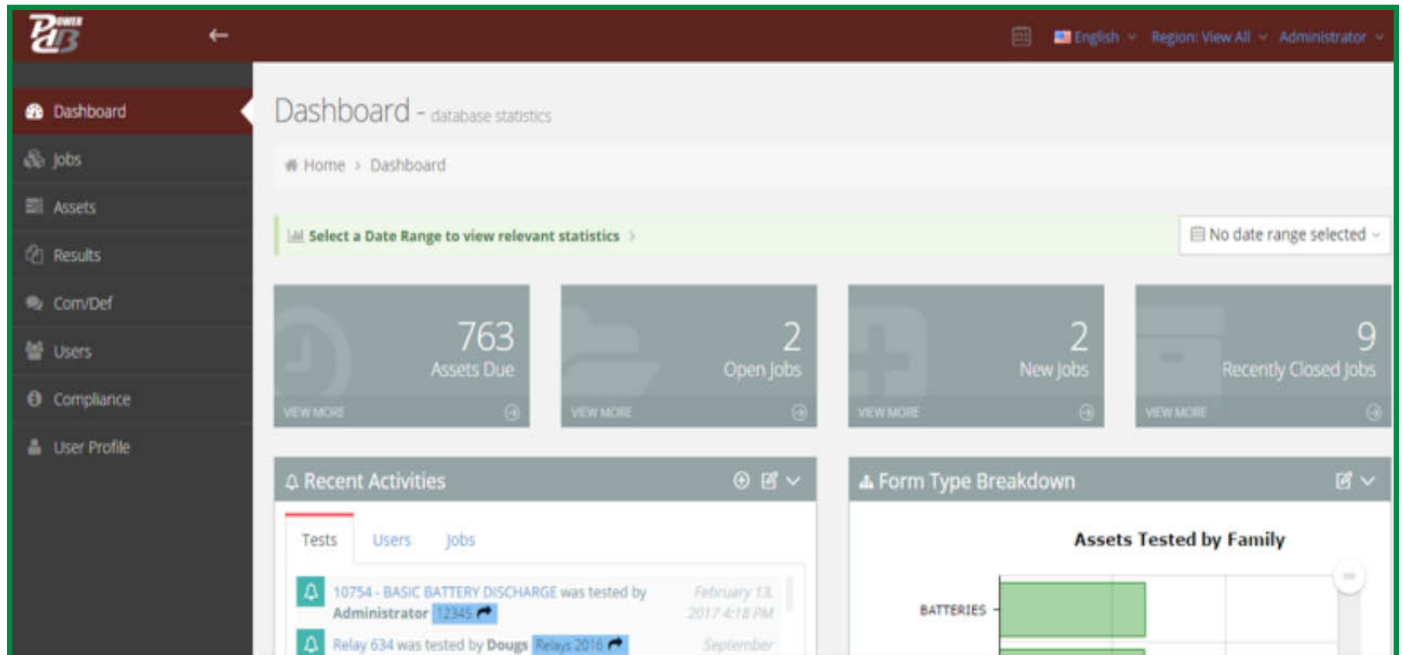 POWER
DB
English Region: View All Administrator
Dashboard
Jobs
Assets
Results
Com/Def
Users
Compliance
User Profile
Dashboard - database statistics
Home > Dashboard
Select a Date Range to view relevant statistics >
No date range selected
763
Assets Due
VIEW MORE
2
Open Jobs
VIEW MORE
2
New Jobs
VIEW MORE
9
Recently Closed Jobs
VIEW MORE
Recent Activities
Tests Users Jobs
10754 - BASIC BATTERY DISCHARGE was tested by
Administrator 12345
February 13,
2017 4:18 PM
Relay 634 was tested by Dougs Relays 2016
September
Form Type Breakdown
Assets Tested by Family
BATTERIES